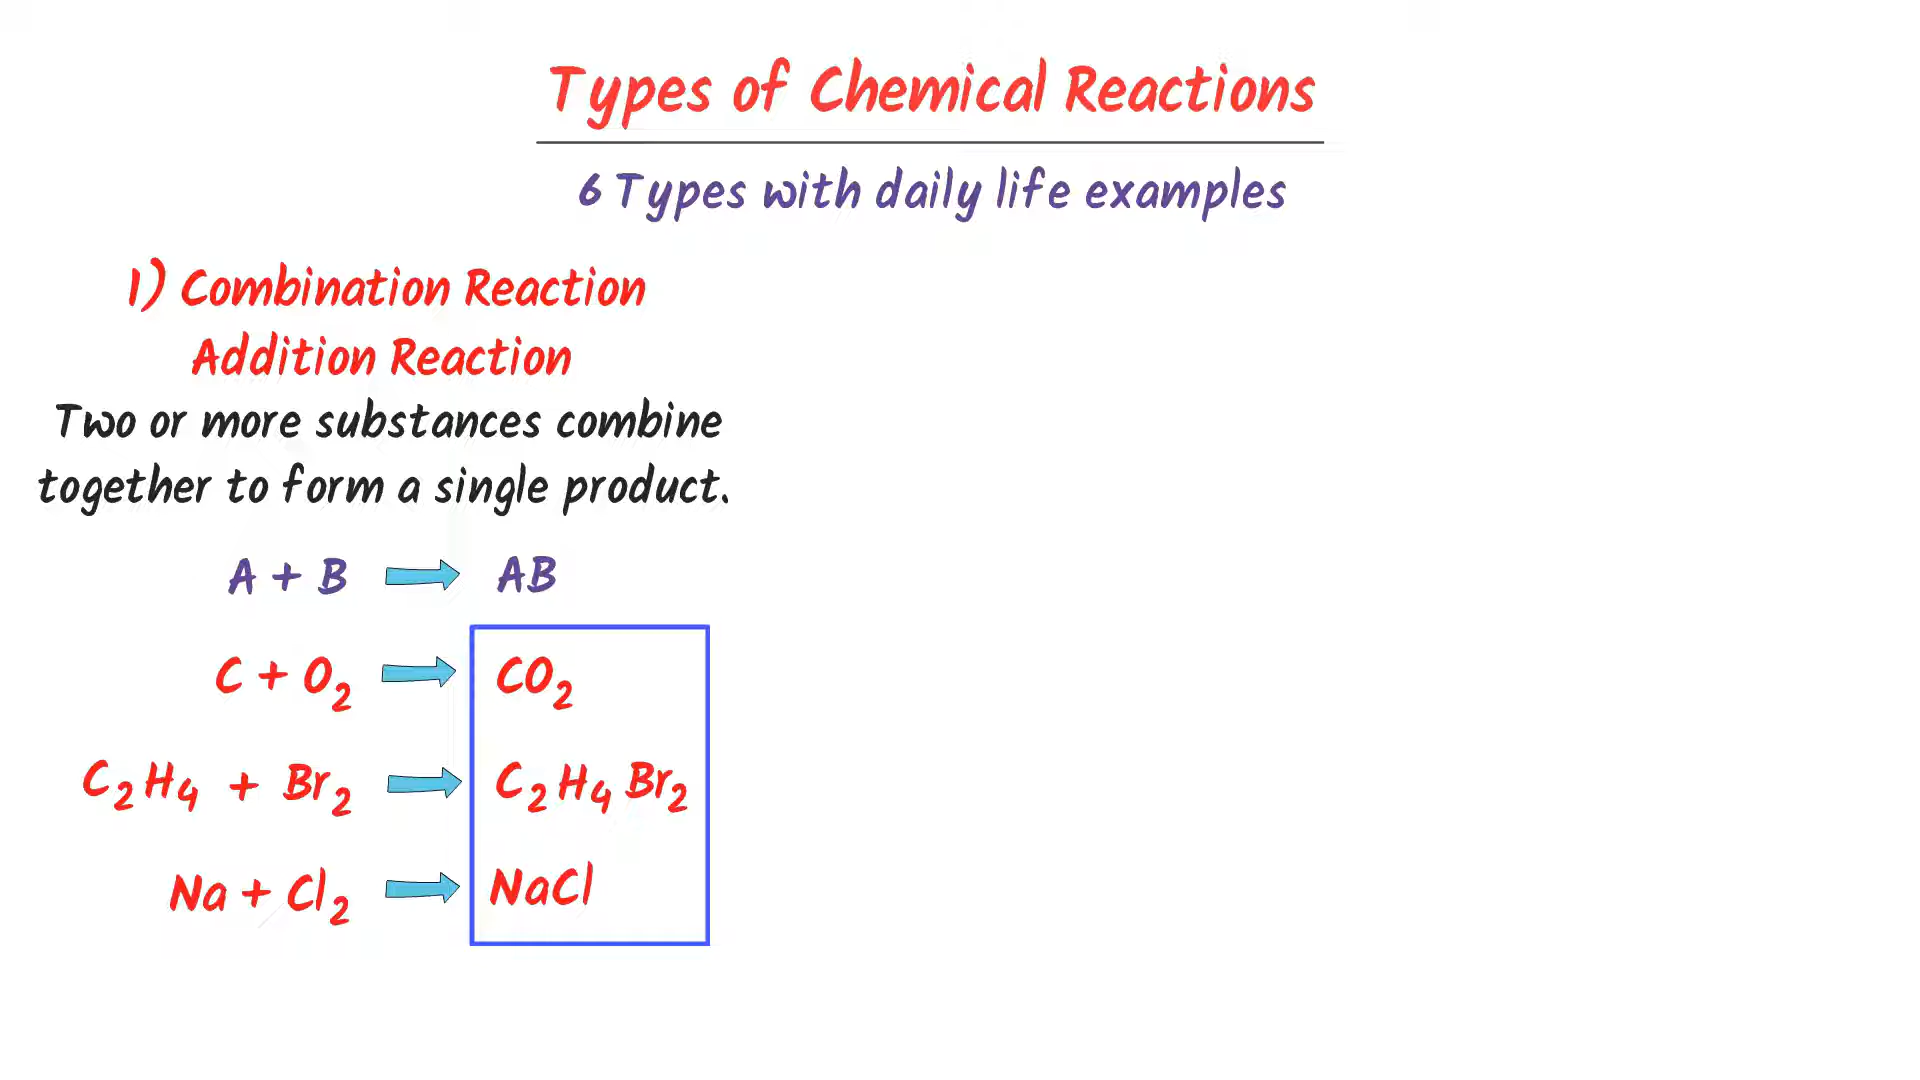 Types of Chemical Reactions
6 Types with daily life examples
1) Combination Reaction
Addition Reaction
Two or more substances combine
together to form a single product.
A + B → AB
C + O₂ → CO₂
C₂H₄ + Br₂ → C₂H₄Br₂
Na + Cl₂ → NaCl